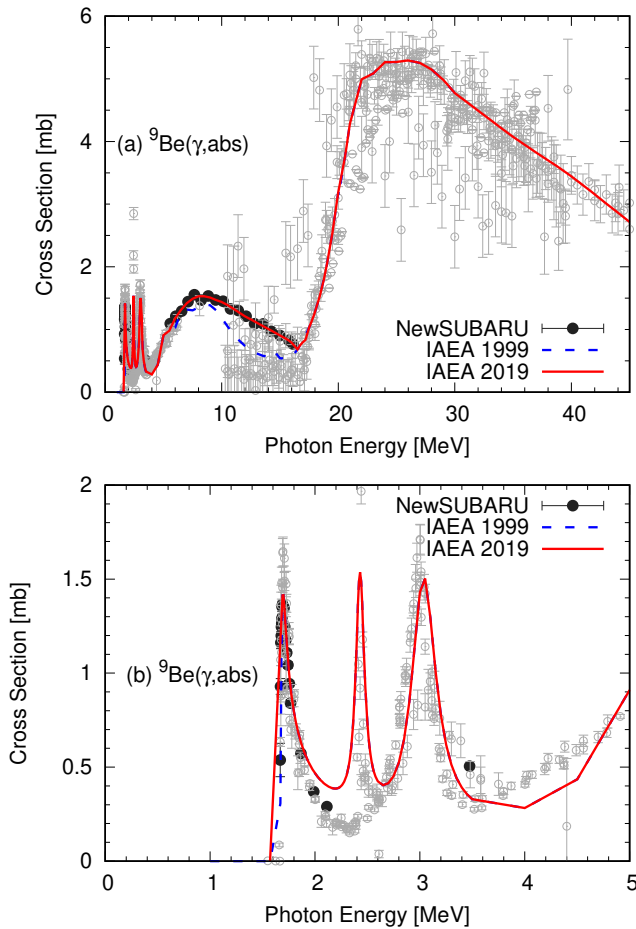 6
4
2
0
Cross Section [mb]
(a) ⁹Be(γ,abs)
NewSUBARU
IAEA 1999
IAEA 2019
0 10 20 30 40
Photon Energy [MeV]
2
1.5
1
0.5
0
Cross Section [mb]
(b) ⁹Be(γ,abs)
NewSUBARU
IAEA 1999
IAEA 2019
0 1 2 3 4 5
Photon Energy [MeV]